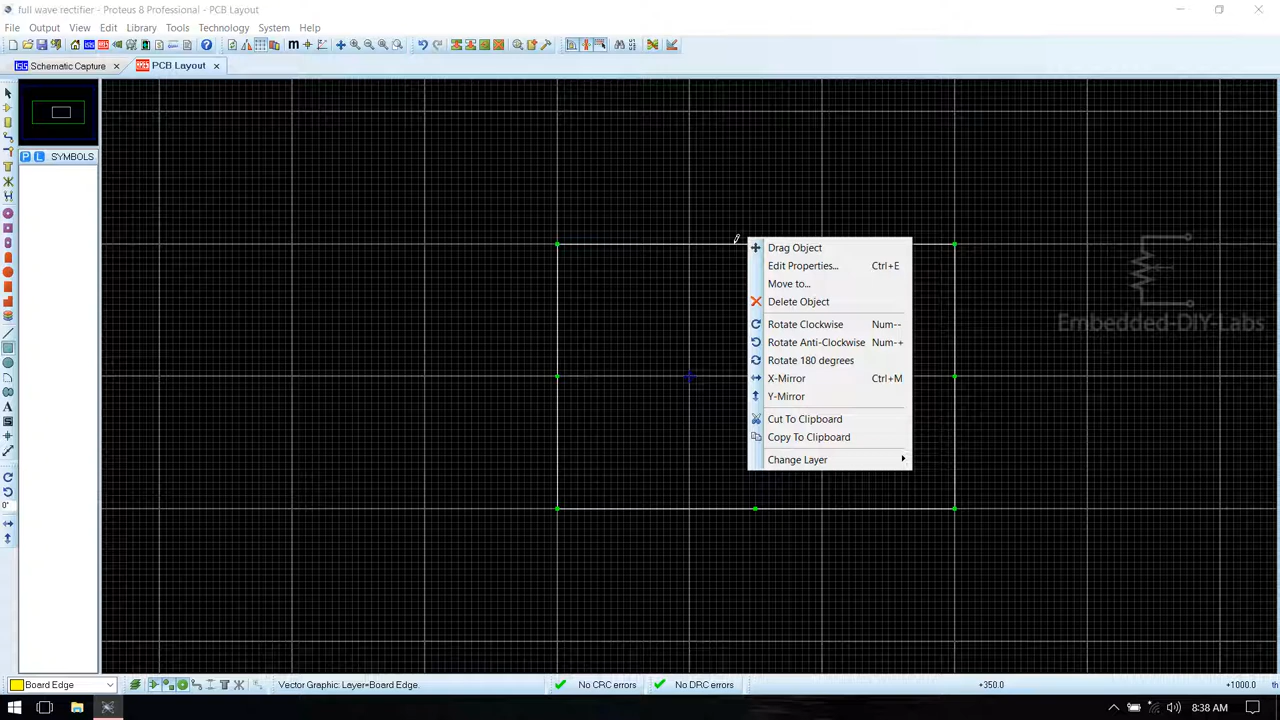 full wave rectifier - Proteus 8 Professional - PCB Layout
File Output View Edit Library Tools Technology System Help
Schematic Capture
PCB Layout
P L SYMBOLS
Drag Object
Edit Properties... Ctrl+E
Move to...
Delete Object
Rotate Clockwise Num--
Rotate Anti-Clockwise Num-+
Rotate 180 degrees
X-Mirror Ctrl+M
Y-Mirror
Cut To Clipboard
Copy To Clipboard
Change Layer
Embedded-DIY-Labs
0°
Board Edge
Vector Graphic: Layer=Board Edge.
No CRC errors
No DRC errors
+350.0
+1000.0
th
8:38 AM